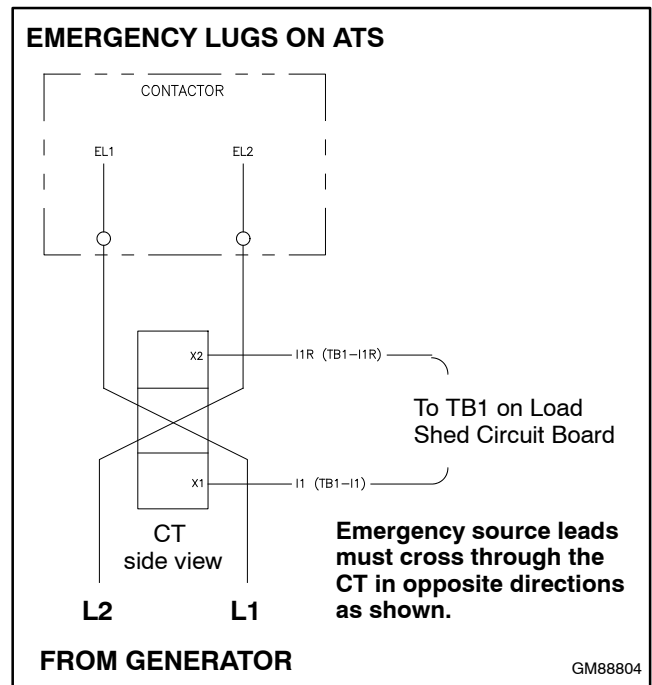 EMERGENCY LUGS ON ATS
CONTACTOR
EL1
EL2
X2
I1R (TB1-I1R)
To TB1 on Load
Shed Circuit Board
X1
I1 (TB1-I1)
CT
side view
Emergency source leads
must cross through the
CT in opposite directions
as shown.
L2
L1
FROM GENERATOR
GM88804